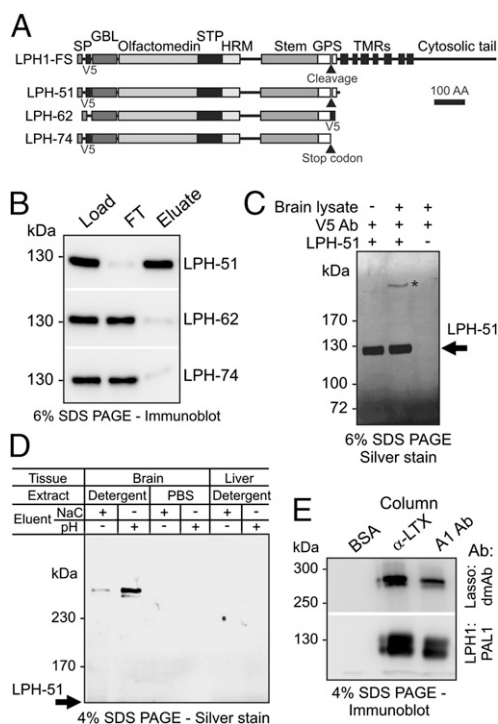 A
SP GBL Olfactomedin STP HRM Stem GPS TMRs Cytosolic tail
LPH1-FS
V5
Cleavage
LPH-51
V5
100 AA
LPH-62
V5
LPH-74
V5
Stop codon
B
Load FT Eluate
kDa
130 LPH-51
130 LPH-62
130 LPH-74
6% SDS PAGE - Immunoblot
C
Brain lysate - + +
V5 Ab + + +
LPH-51 + + -
kDa
*
LPH-51
130
100
72
6% SDS PAGE
Silver stain
D
Tissue Brain Liver
Extract Detergent PBS Detergent
Eluent NaC + - + - + -
pH - + - + - +
kDa
230
170
LPH-51
4% SDS PAGE - Silver stain
E
Column
BSA α-LTX A1 Ab Ab:
kDa
300
250
Lasso: dmAb
130
LPH1: PAL1
4% SDS PAGE -
Immunoblot